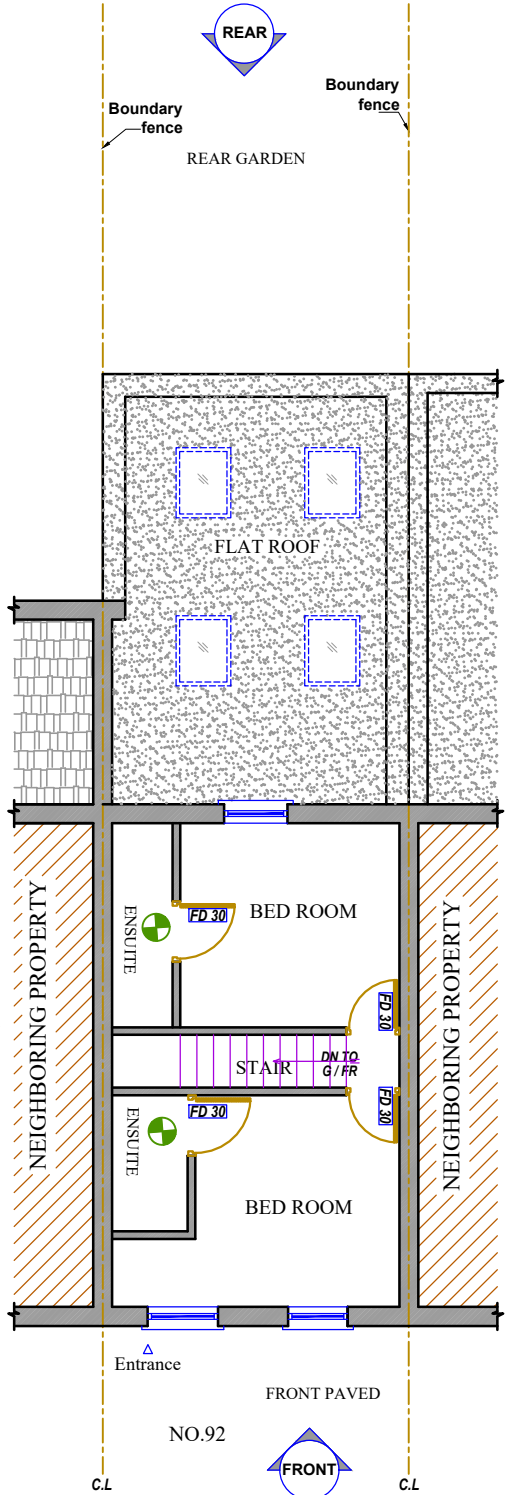 REAR
Boundary
fence
Boundary
fence
REAR GARDEN
FLAT ROOF
NEIGHBORING PROPERTY
ENSUITE
FD 30
BED ROOM
FD 30
NEIGHBORING PROPERTY
STAIR
DN TO
G / FR
FD 30
ENSUITE
FD 30
BED ROOM
Entrance
FRONT PAVED
NO.92
FRONT
C.L
C.L